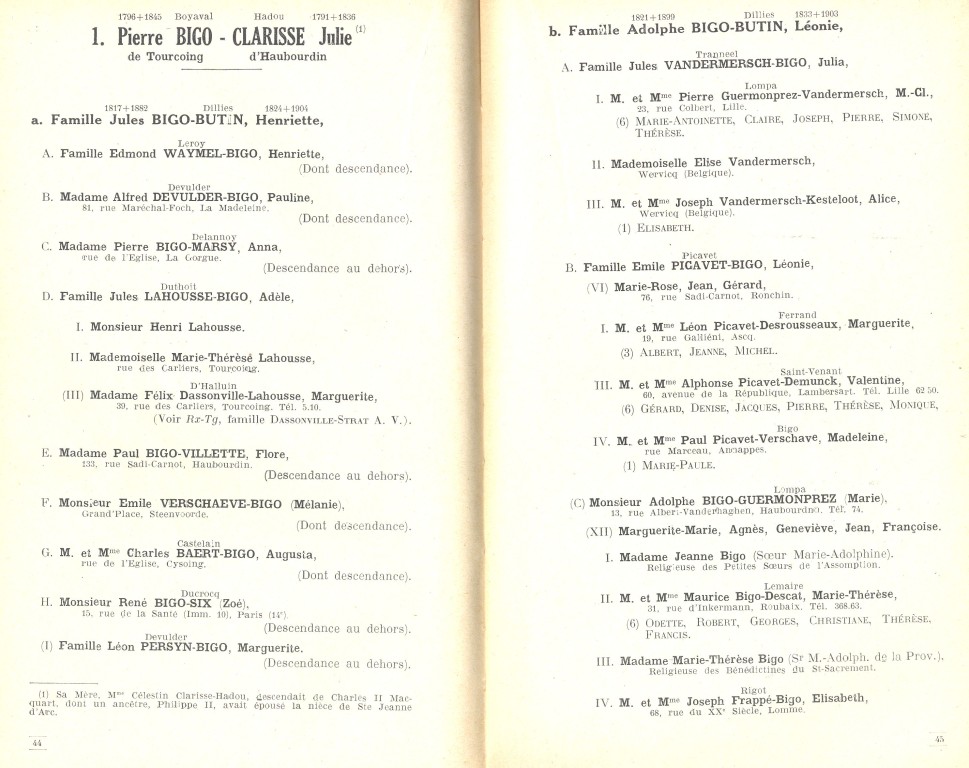 1796+1845 Boyaval Hadou 1791+1836
1. Pierre BIGO - CLARISSE Julie (1)
de Tourcoing d'Haubourdin
1817+1882 Dillies 1824+1904
a. Famille Jules BIGO-BUTIN, Henriette,
Leroy
A. Famille Edmond WAYMEL-BIGO, Henriette,
(Dont descendance).
Devulder
B. Madame Alfred DEVULDER-BIGO, Pauline,
81, rue Maréchal-Foch, La Madeleine.
(Dont descendance).
Delannoy
C. Madame Pierre BIGO-MARSY, Anna,
rue de l'Eglise, La Gorgue.
(Descendance au dehors).
Duthoit
D. Famille Jules LAHOUSSE-BIGO, Adèle,
I. Monsieur Henri Lahousse.
II. Mademoiselle Marie-Thérèsé Lahousse,
rue des Carliers, Tourcoing.
D'Halluin
(III) Madame Félix Dassonville-Lahousse, Marguerite,
39, rue des Carliers, Tourcoing. Tél. 5.10.
(Voir Rx-Tg, famille DASSONVILLE-STRAT A. V.).
E. Madame Paul BIGO-VILLETTE, Flore,
133, rue Sadi-Carnot, Haubourdin.
(Descendance au dehors).
F. Monsieur Emile VERSCHAEVE-BIGO (Mélanie),
Grand'Place, Steenvoorde.
(Dont descendance).
Castelain
G. M. et Mme Charles BAERT-BIGO, Augusta,
rue de l'Eglise, Cysoing.
(Dont descendance).
Ducrocq
H. Monsieur René BIGO-SIX (Zoé),
15, rue de la Santé (Imm. 10), Paris (14e).
(Descendance au dehors).
Devulder
(I) Famille Léon PERSYN-BIGO, Marguerite.
(Descendance au dehors).
(1) Sa Mère, Mme Célestin Clarisse-Hadou, descendait de Charles II Mac-
quart, dont un ancêtre, Philippe II, avait épousé la nièce de Ste Jeanne
d'Arc.
44
1821+1899 Dillies 1833+1903
b. Famille Adolphe BIGO-BUTIN, Léonie,
Tranneel
A. Famille Jules VANDERMERSCH-BIGO, Julia,
Lompa
I. M. et Mme Pierre Guermonprez-Vandermersch, M.-Cl.,
23, rue Colbert, Lille.
(6) MARIE-ANTOINETTE, CLAIRE, JOSEPH, PIERRE, SIMONE,
THÉRÈSE.
II. Mademoiselle Elise Vandermersch,
Wervicq (Belgique).
III. M. et Mme Joseph Vandermersch-Kesteloot, Alice,
Wervicq (Belgique).
(1) ELISABETH.
Picavet
B. Famille Emile PICAVET-BIGO, Léonie,
(VI) Marie-Rose, Jean, Gérard,
76, rue Sadi-Carnot, Ronchin.
Ferrand
I. M. et Mme Léon Picavet-Desrousseaux, Marguerite,
19, rue Galliéni, Ascq.
(3) ALBERT, JEANNE, MICHEL.
Saint-Venant
III. M. et Mme Alphonse Picavet-Demunck, Valentine,
60, avenue de la République, Lambersart. Tél. Lille 62 50.
(6) GÉRARD, DENISE, JACQUES, PIERRE, THÉRÈSE, MONIQUE,
Bigo
IV. M. et Mme Paul Picavet-Verschave, Madeleine,
rue Marceau, Annappes.
(1) MARIE-PAULE.
Lompa
(C) Monsieur Adolphe BIGO-GUERMONPREZ (Marie),
13, rue Albert-Vanderhaghen, Haubourdin. Tél. 74.
(XII) Marguerite-Marie, Agnès, Geneviève, Jean, Françoise.
I. Madame Jeanne Bigo (Sœur Marie-Adolphine).
Religieuse des Petites Sœurs de l'Assomption.
Lemaire
II. M. et Mme Maurice Bigo-Descat, Marie-Thérèse,
31, rue d'Inkermann, Roubaix. Tél. 368.63.
(6) ODETTE, ROBERT, GEORGES, CHRISTIANE, THÉRÈSE,
FRANCIS.
III. Madame Marie-Thérèse Bigo (Sr M.-Adolph. de la Prov.).
Religieuse des Bénédictines du St-Sacrement.
Rigot
IV. M. et Mme Joseph Frappé-Bigo, Elisabeth,
68, rue du XXe Siècle, Lomme.
45